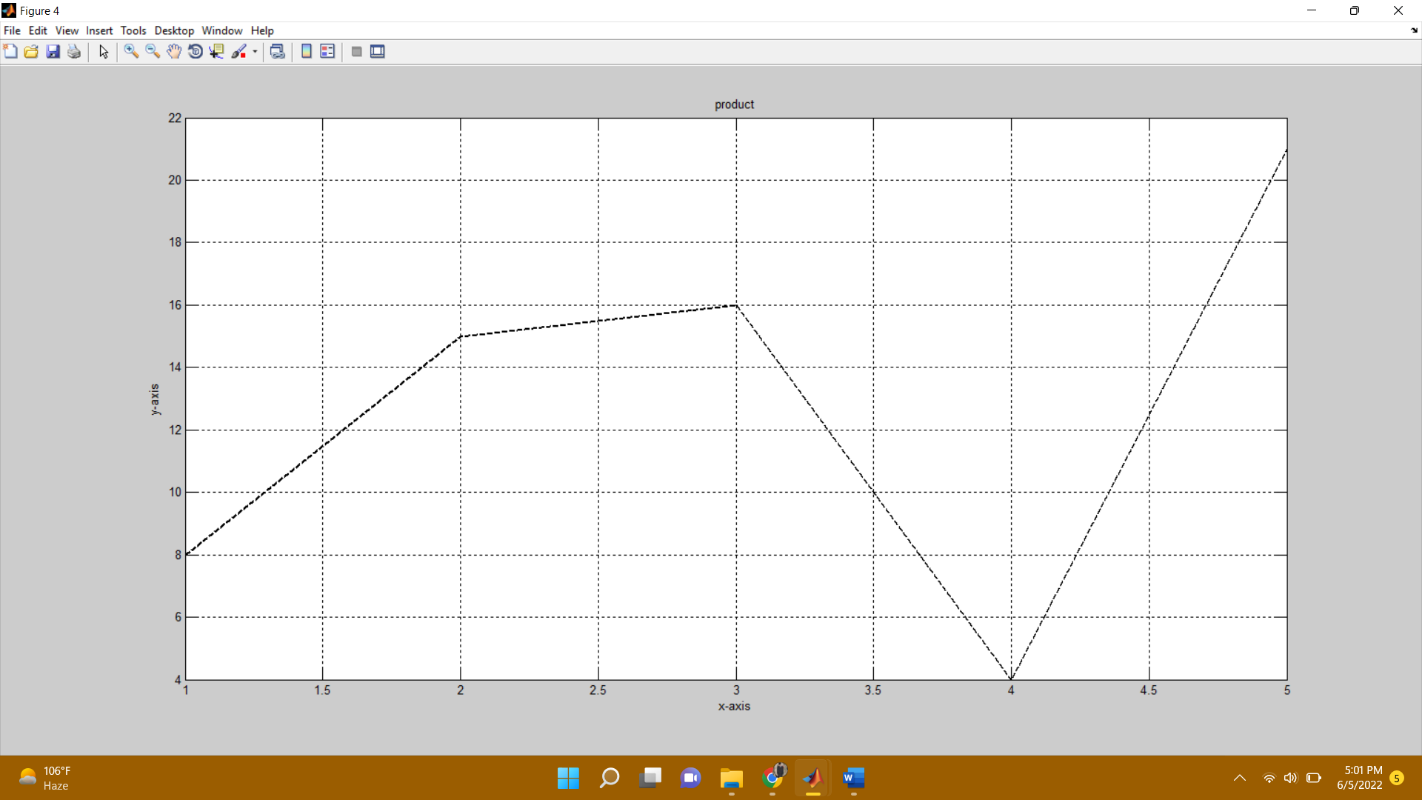 Figure 4
File Edit View Insert Tools Desktop Window Help
product
22
20
18
16
14
12
10
8
6
4
y-axis
1 1.5 2 2.5 3 3.5 4 4.5 5
x-axis
106°F
Haze
W
5:01 PM
6/5/2022
5